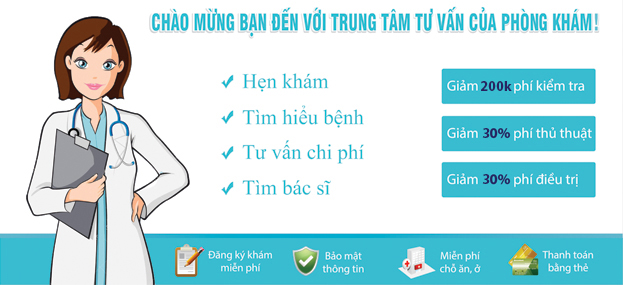 CHÀO MỪNG BẠN ĐẾN VỚI TRUNG TÂM TƯ VẤN CỦA PHÒNG KHÁM!
Hẹn khám
Tìm hiểu bệnh
Tư vấn chi phí
Tìm bác sĩ
Giảm 200k phí kiểm tra
Giảm 30% phí thủ thuật
Giảm 30% phí điều trị
Đăng ký khám
miễn phí
Bảo mật
thông tin
Miễn phí
chỗ ăn, ở
Thanh toán
bằng thẻ